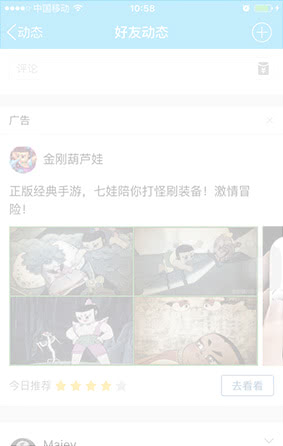 中国移动 10:58
动态 好友动态
评论
广告
金刚葫芦娃
正版经典手游，七娃陪你打怪刷装备！激情冒
险！
今日推荐 去看看
Maiev